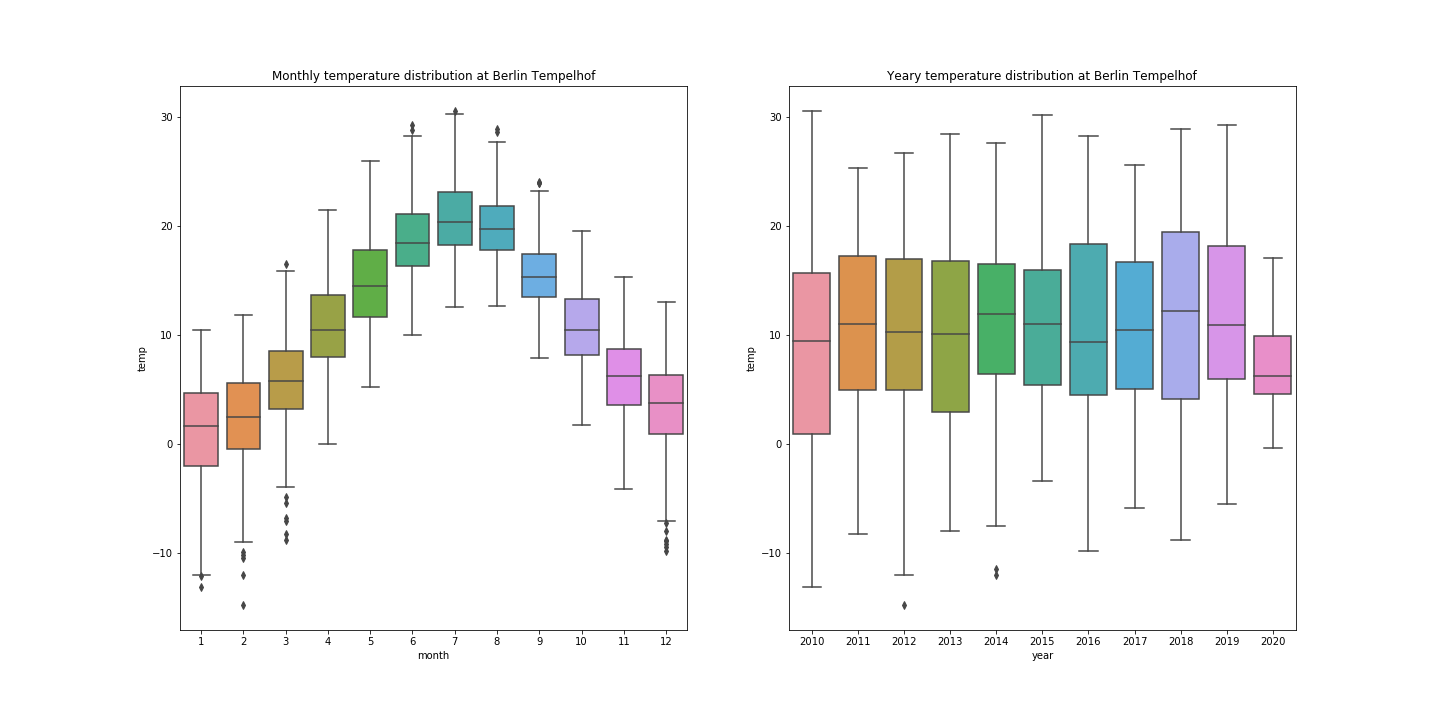 Monthly temperature distribution at Berlin Tempelhof
temp
30
20
10
0
−10
1 2 3 4 5 6 7 8 9 10 11 12
month
Yeary temperature distribution at Berlin Tempelhof
temp
30
20
10
0
−10
2010 2011 2012 2013 2014 2015 2016 2017 2018 2019 2020
year